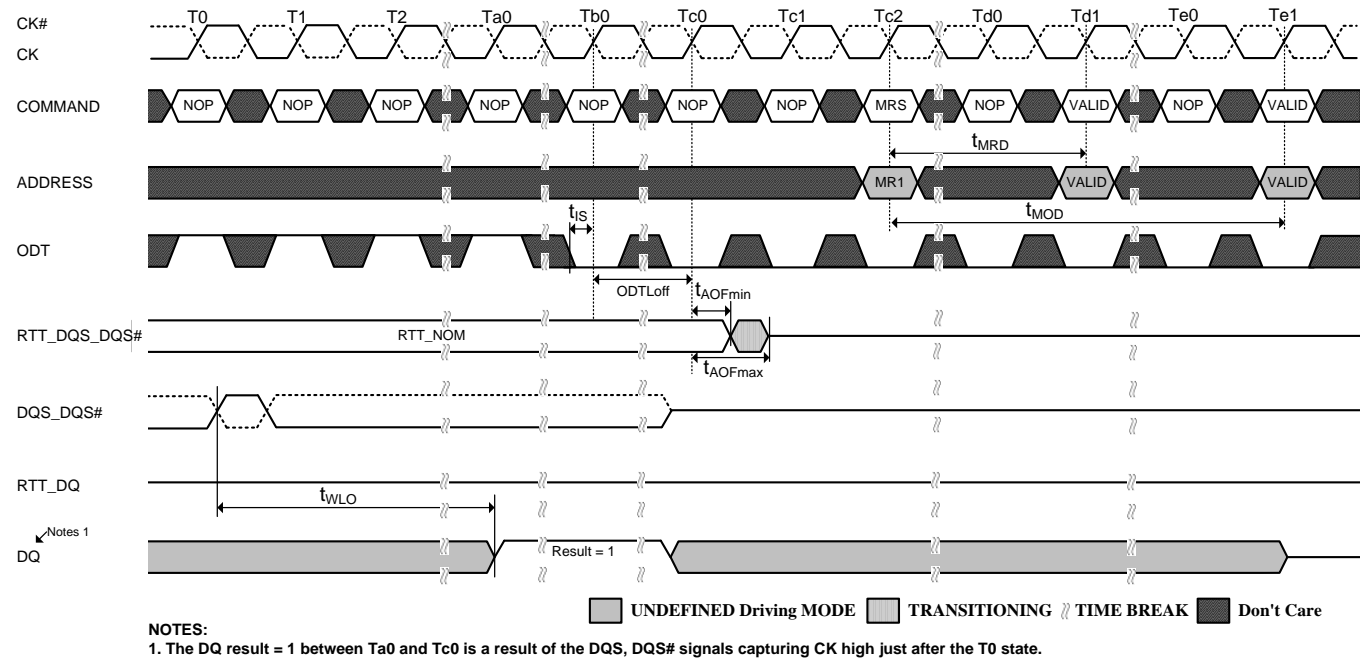 CK#
CK
T0 T1 T2 Ta0 Tb0 Tc0 Tc1 Tc2 Td0 Td1 Te0 Te1
COMMAND NOP NOP NOP NOP NOP NOP NOP MRS NOP VALID NOP VALID
tMRD
ADDRESS MR1 VALID VALID
tIS tMOD
ODT
ODTLoff tAOFmin
RTT_DQS_DQS# RTT_NOM
tAOFmax
DQS_DQS#
RTT_DQ
tWLO
Notes 1
DQ Result = 1
UNDEFINED Driving MODE TRANSITIONING TIME BREAK Don't Care
NOTES:
1. The DQ result = 1 between Ta0 and Tc0 is a result of the DQS, DQS# signals capturing CK high just after the T0 state.